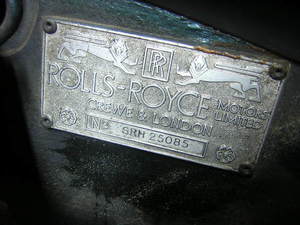 RR
ROLLS-ROYCE MOTORS LIMITED
CREWE & LONDON
No SRH 25085